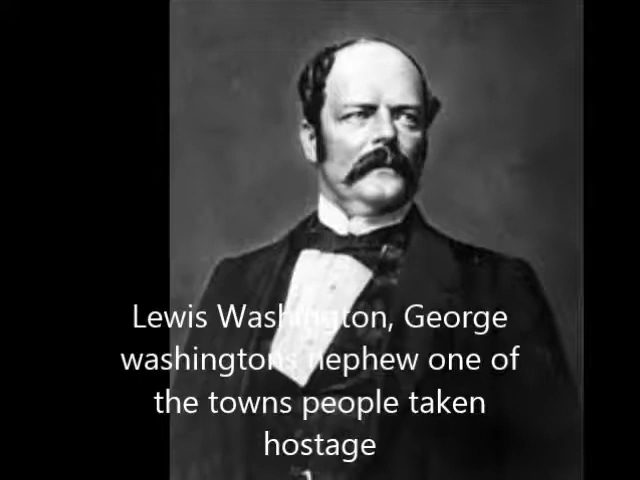 Lewis Washington, George
washingtons nephew one of
the towns people taken
hostage